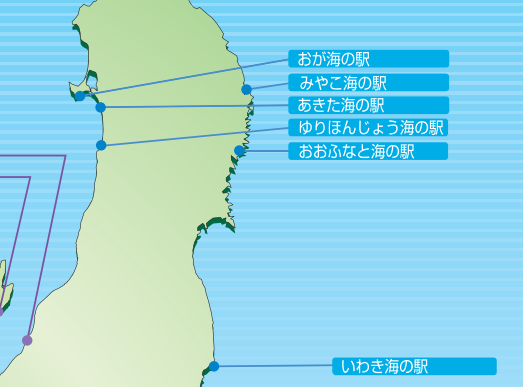 おが海の駅
みやこ海の駅
あきた海の駅
ゆりほんじょう海の駅
おおふなと海の駅
いわき海の駅